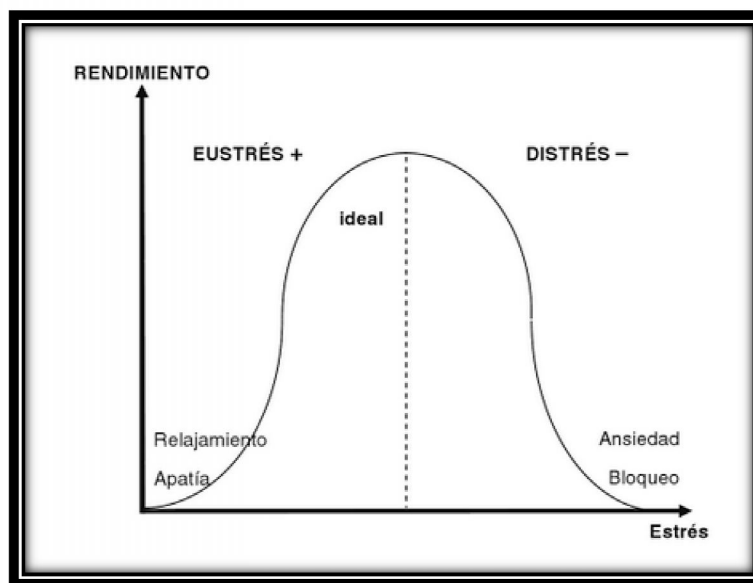 RENDIMIENTO
EUSTRÉS +
DISTRÉS –
ideal
Relajamiento
Ansiedad
Apatía
Bloqueo
Estrés